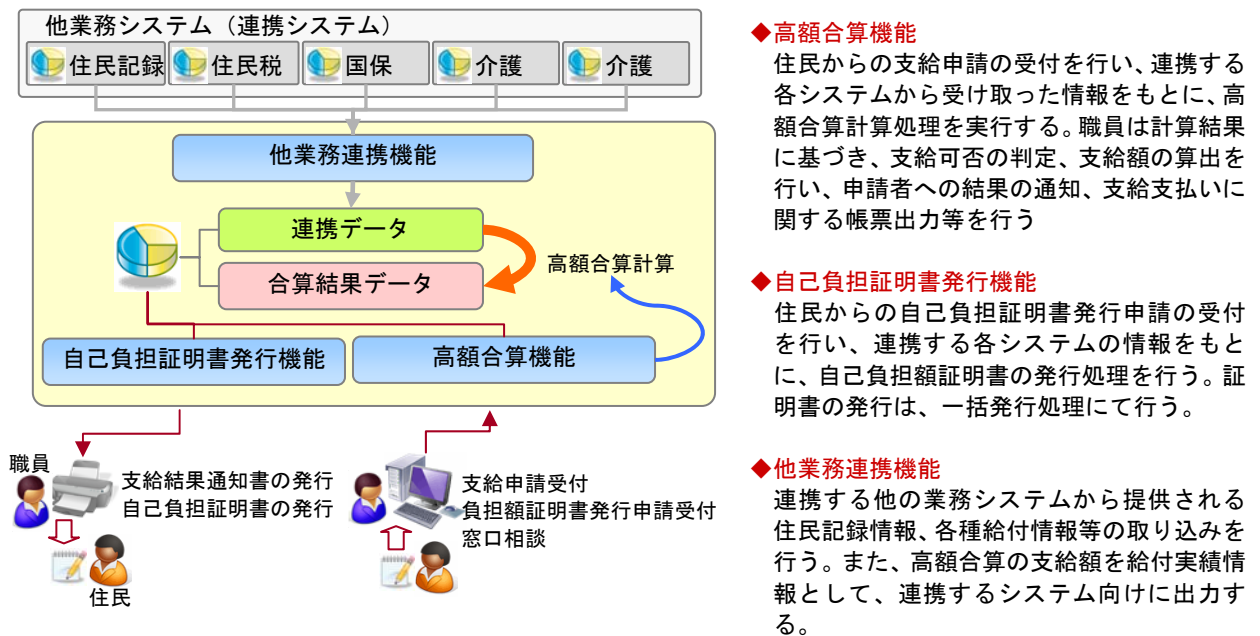 他業務システム（連携システム）
住民記録
住民税
国保
介護
介護
他業務連携機能
連携データ
合算結果データ
高額合算計算
自己負担証明書発行機能
高額合算機能
職員
支給結果通知書の発行
自己負担証明書の発行
住民
支給申請受付
負担額証明書発行申請受付
窓口相談
◆高額合算機能
住民からの支給申請の受付を行い、連携する
各システムから受け取った情報をもとに、高
額合算計算処理を実行する。職員は計算結果
に基づき、支給可否の判定、支給額の算出を
行い、申請者への結果の通知、支給支払いに
関する帳票出力等を行う
◆自己負担証明書発行機能
住民からの自己負担証明書発行申請の受付
を行い、連携する各システムの情報をもと
に、自己負担額証明書の発行処理を行う。証
明書の発行は、一括発行処理にて行う。
◆他業務連携機能
連携する他の業務システムから提供される
住民記録情報、各種給付情報等の取り込みを
行う。また、高額合算の支給額を給付実績情
報として、連携するシステム向けに出力す
る。